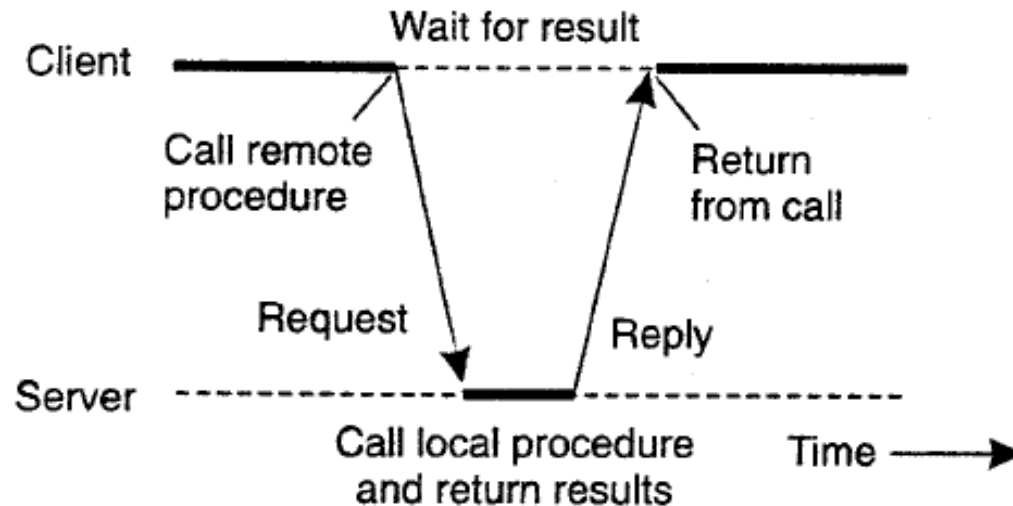 Wait for result
Client
Call remote
procedure
Return
from call
Request
Reply
Server
Call local procedure
and return results
Time